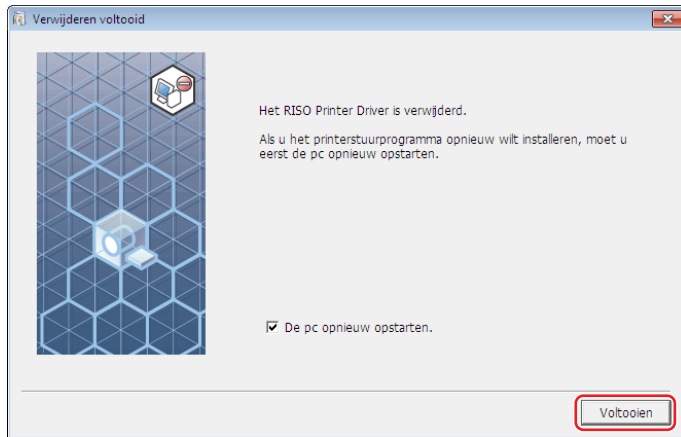 Verwijderen voltooid
Het RISO Printer Driver is verwijderd.
Als u het printerstuurprogramma opnieuw wilt installeren, moet u
eerst de pc opnieuw opstarten.
De pc opnieuw opstarten.
Voltooien